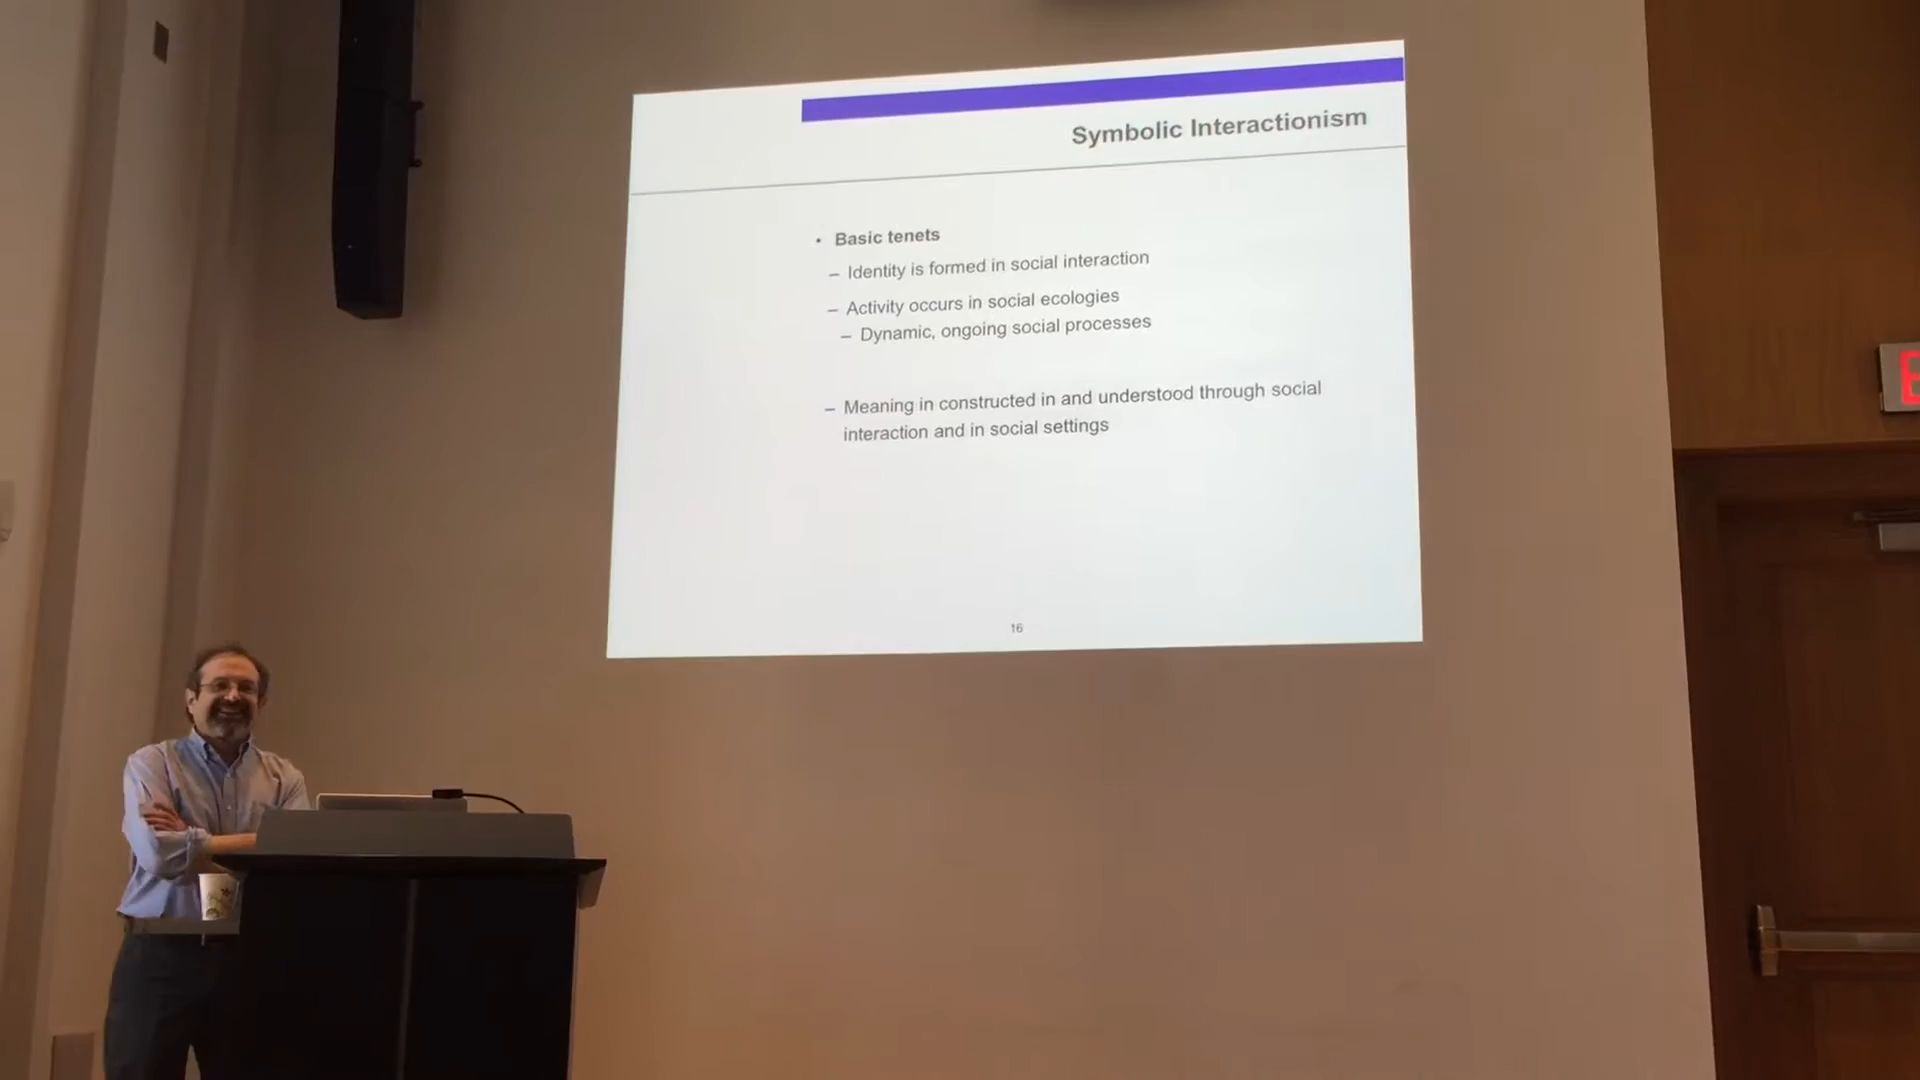 Symbolic Interactionism
• Basic tenets
– Identity is formed in social interaction
– Activity occurs in social ecologies
– Dynamic, ongoing social processes
– Meaning in constructed in and understood through social
interaction and in social settings
16
E